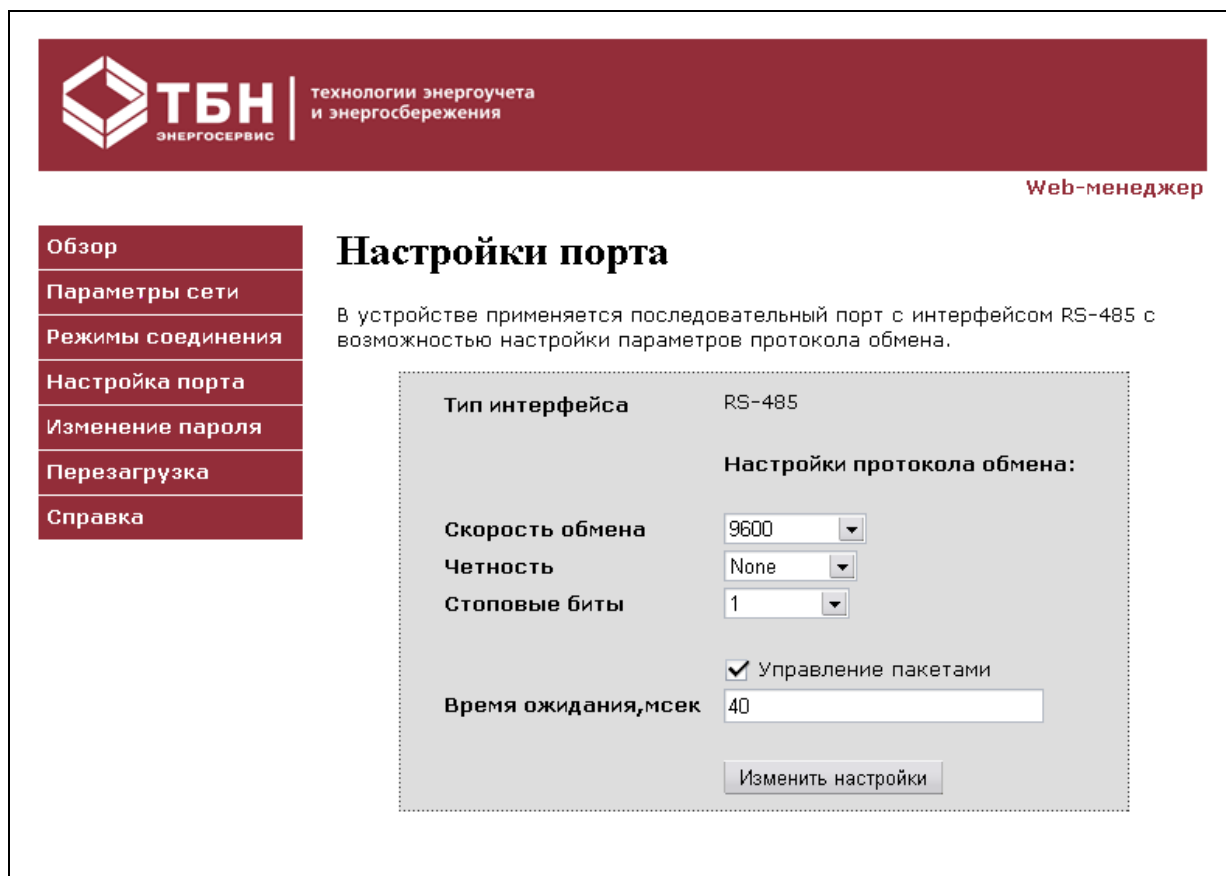 ТБН
ЭНЕРГОСЕРВИС
технологии энергоучета
и энергосбережения
Web-менеджер
Обзор
Параметры сети
Режимы соединения
Настройка порта
Изменение пароля
Перезагрузка
Справка
Настройки порта
В устройстве применяется последовательный порт с интерфейсом RS-485 с
возможностью настройки параметров протокола обмена.
Тип интерфейса RS-485
Настройки протокола обмена:
Скорость обмена 9600
Четность None
Стоповые биты 1
Управление пакетами
Время ожидания,мсек 40
Изменить настройки